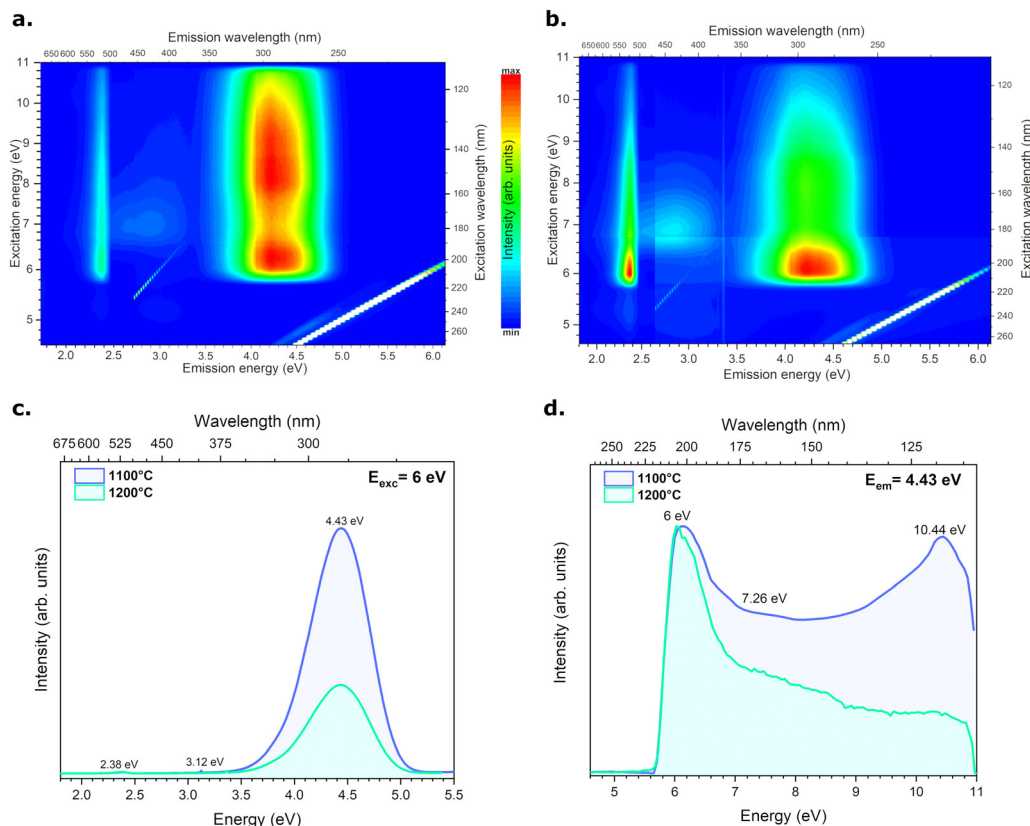 a.
Emission wavelength (nm)
650 600 550 500 450 400 350 300 250
Excitation energy (eV)
11
10
9
8
7
6
5
120
140
160
180
200
220
240
260
Excitation wavelength (nm)
2.0 2.5 3.0 3.5 4.0 4.5 5.0 5.5 6.0
Emission energy (eV)
max
Intensity (arb. units)
min
b.
Emission wavelength (nm)
650 600 550 500 450 400 350 300 250
Excitation energy (eV)
11
10
9
8
7
6
5
120
140
160
180
200
220
240
260
Excitation wavelength (nm)
2.0 2.5 3.0 3.5 4.0 4.5 5.0 5.5 6.0
Emission energy (eV)
c.
Wavelength (nm)
675 600 525 450 375 300
1100°C
1200°C
Eexc= 6 eV
4.43 eV
2.38 eV
3.12 eV
Intensity (arb. units)
2.0 2.5 3.0 3.5 4.0 4.5 5.0 5.5
Energy (eV)
d.
Wavelength (nm)
250 225 200 175 150 125
1100°C
1200°C
Eem= 4.43 eV
6 eV
10.44 eV
7.26 eV
Intensity (arb. units)
5 6 7 8 9 10 11
Energy (eV)